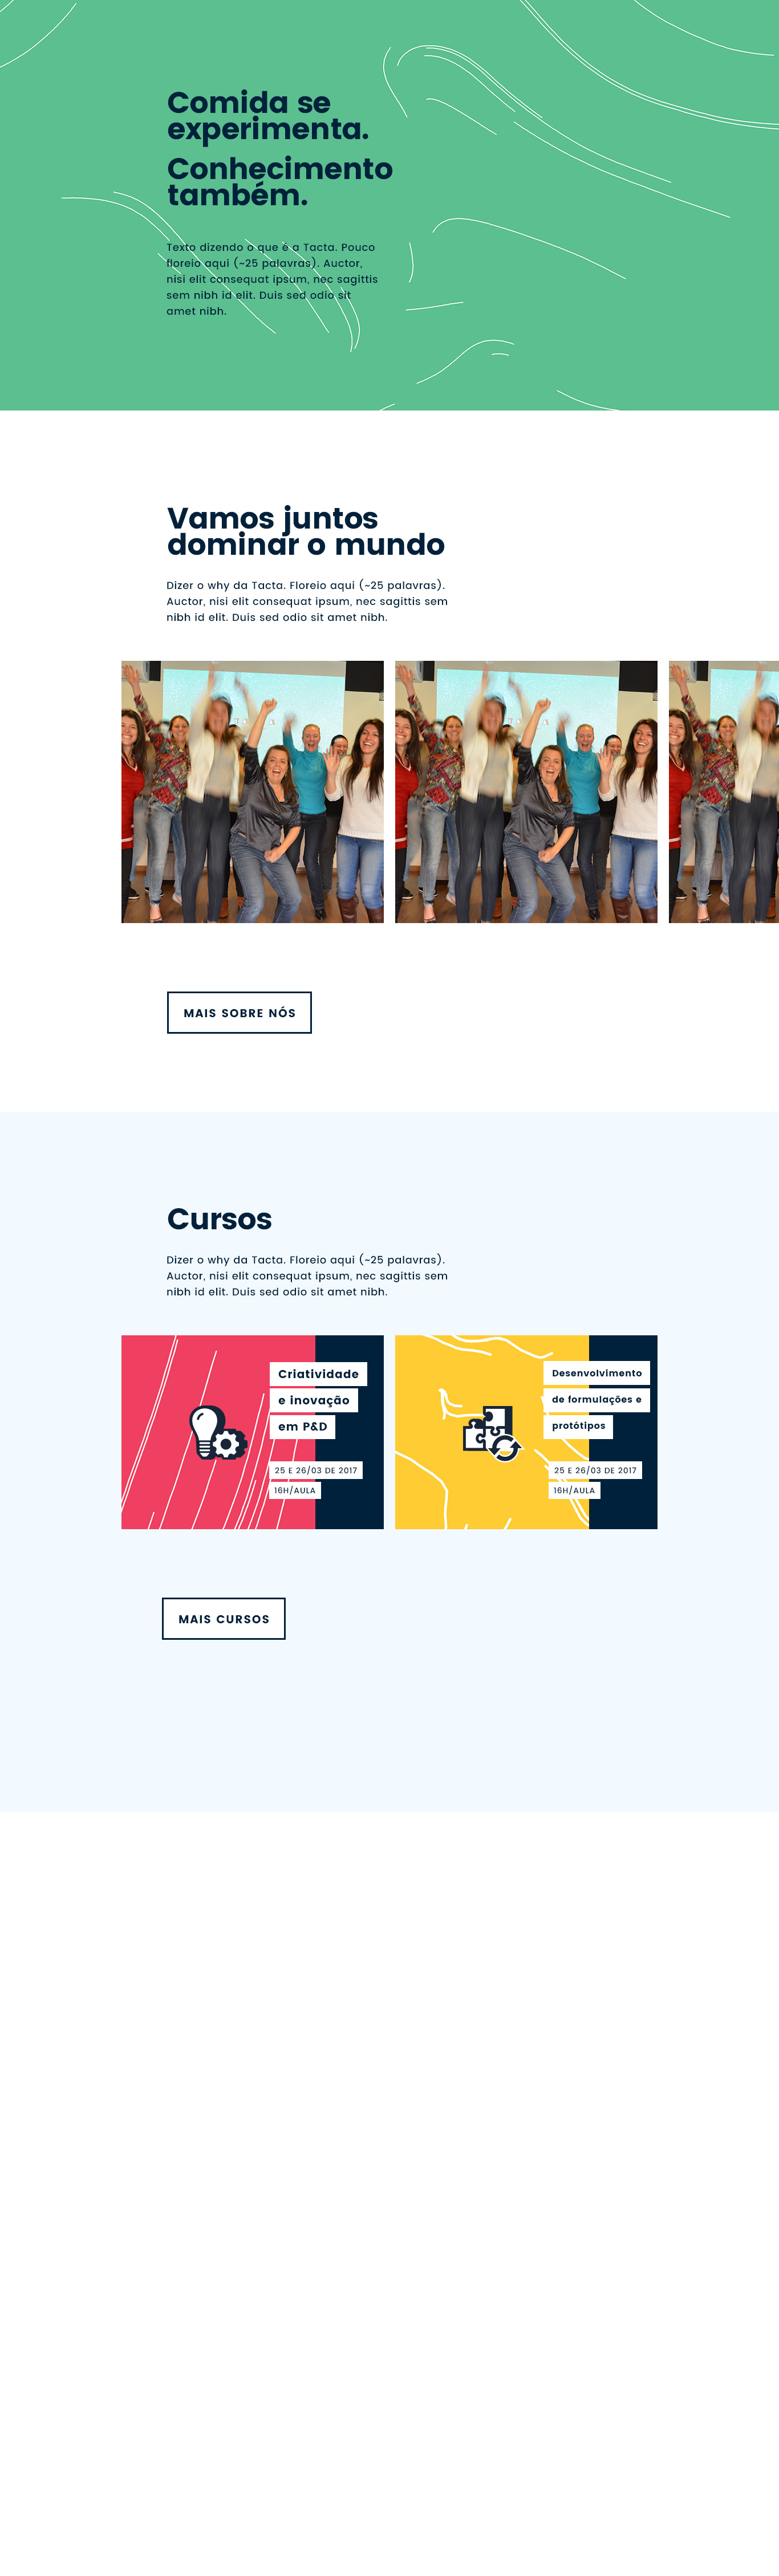 Comida se
experimenta.
Conhecimento
também.
Texto dizendo o que é a Tacta. Pouco
floreio aqui (~25 palavras). Auctor,
nisi elit consequat ipsum, nec sagittis
sem nibh id elit. Duis sed odio sit
amet nibh.
Vamos juntos
dominar o mundo
Dizer o why da Tacta. Floreio aqui (~25 palavras).
Auctor, nisi elit consequat ipsum, nec sagittis sem
nibh id elit. Duis sed odio sit amet nibh.
MAIS SOBRE NÓS
Cursos
Dizer o why da Tacta. Floreio aqui (~25 palavras).
Auctor, nisi elit consequat ipsum, nec sagittis sem
nibh id elit. Duis sed odio sit amet nibh.
Criatividade
e inovação
em P&D
25 E 26/03 DE 2017
16H/AULA
Desenvolvimento
de formulações e
protótipos
25 E 26/03 DE 2017
16H/AULA
MAIS CURSOS